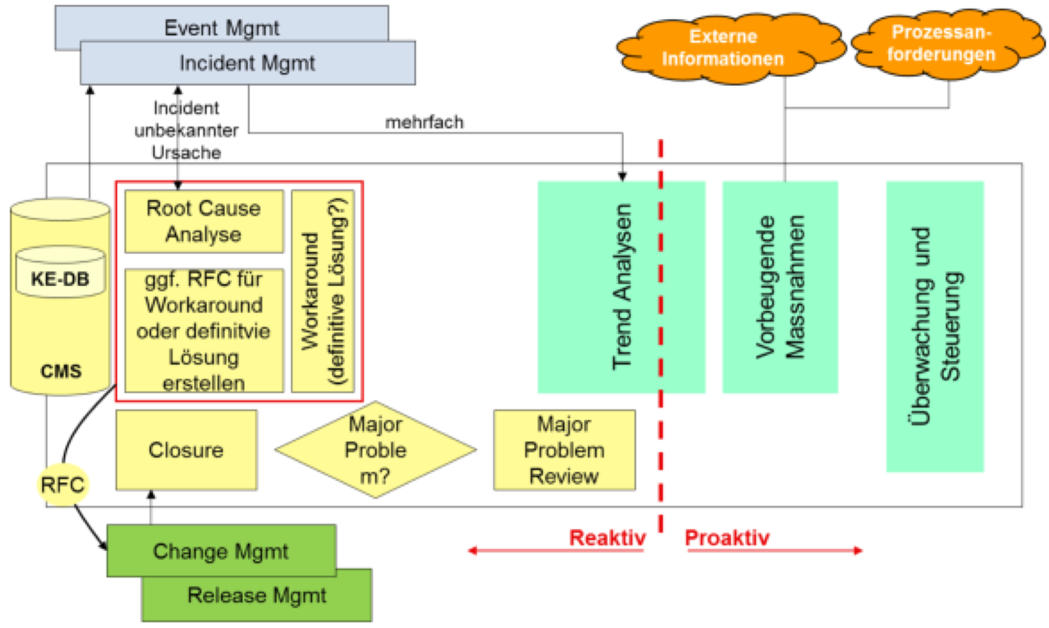 Event Mgmt
Incident Mgmt
Externe
Informationen
Prozessan-
forderungen
Incident
unbekannter
Ursache
mehrfach
Root Cause
Analyse
ggf. RFC für
Workaround
oder definitvie
Lösung
erstellen
Workaround
(definitive Lösung?)
KE-DB
CMS
Trend Analysen
Vorbeugende
Massnahmen
Überwachung und
Steuerung
Closure
Major
Proble
m?
Major
Problem
Review
RFC
Reaktiv
Proaktiv
Change Mgmt
Release Mgmt